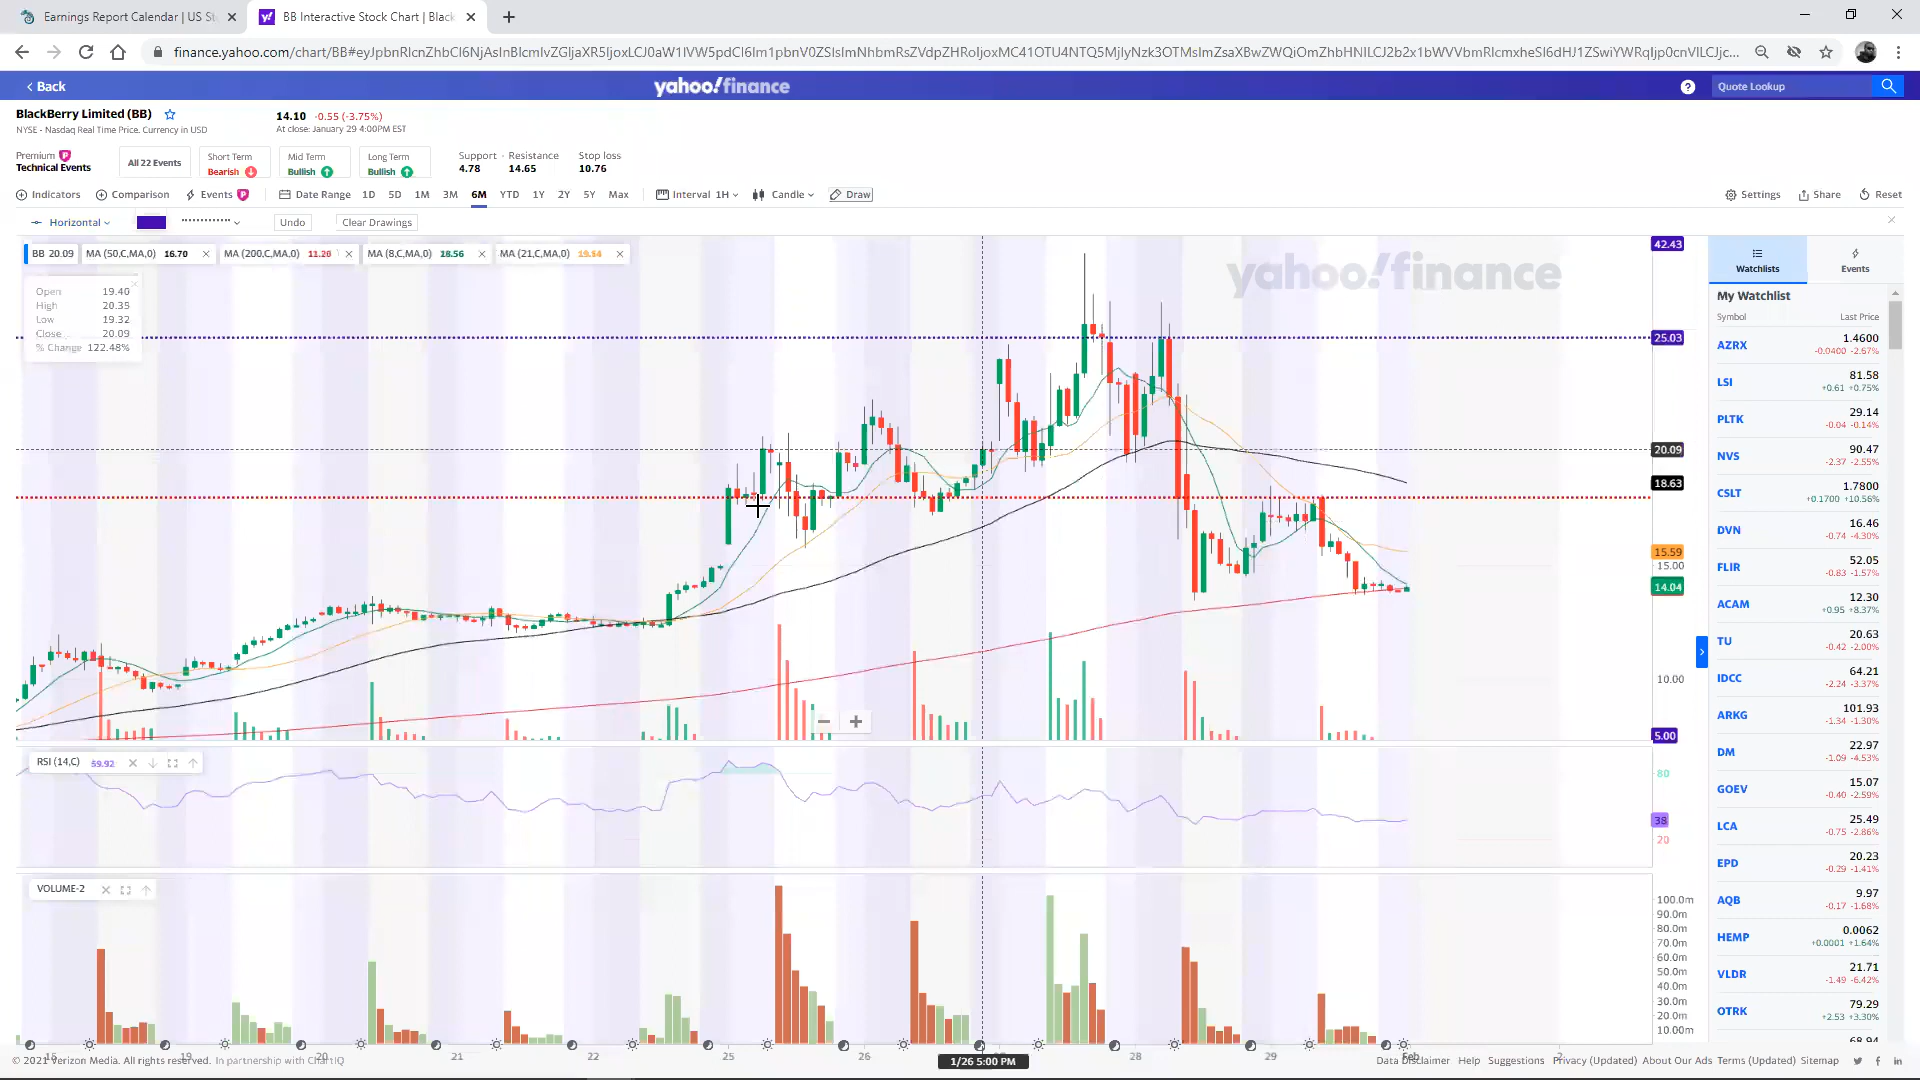 Earnings Report Calendar | US St
BB Interactive Stock Chart | Black
< Back
yahoo!finance
Quote Lookup
BlackBerry Limited (BB)
14.10 -0.55 (-3.75%)
NYSE - Nasdaq Real Time Price. Currency in USD
At close: January 29 4:00PM EST
Premium
Technical Events
All 22 Events
Short Term
Bearish
Mid Term
Bullish
Long Term
Bullish
Support
4.78
Resistance
14.65
Stop loss
10.76
Indicators
Comparison
Events
Date Range
1D 5D 1M 3M 6M YTD 1Y 2Y 5Y Max
Interval 1H
Candle
Draw
Settings
Share
Reset
Horizontal
Undo
Clear Drawings
BB 20.09
MA (50,C,MA,0) 16.70
MA (200,C,MA,0) 11.20
MA (8,C,MA,0) 18.56
MA (21,C,MA,0) 19.54
Open 19.40
High 20.35
Low 19.32
Close 20.09
% Change 122.48%
yahoo!finance
42.43
25.03
20.09
18.63
15.59
15.00
14.04
10.00
5.00
RSI (14,C) 59.92
80
38
20
VOLUME-2
100.0m
90.0m
80.0m
70.0m
60.0m
50.0m
40.0m
30.0m
20.0m
10.00m
15 19 20 21 22 25 26 1/26 5:00 PM 28 29 Feb 2
Watchlists
Events
My Watchlist
Symbol Last Price
AZRX 1.4600
-0.0400 -2.67%
LSI 81.58
+0.61 +0.75%
PLTK 29.14
-0.04 -0.14%
NVS 90.47
-2.37 -2.55%
CSLT 1.7800
+0.1700 +10.56%
DVN 16.46
-0.74 -4.30%
FLIR 52.05
-0.83 -1.57%
ACAM 12.30
+0.95 +8.37%
TU 20.63
-0.42 -2.00%
IDCC 64.21
-2.24 -3.37%
ARKG 101.93
-1.34 -1.30%
DM 22.97
-1.09 -4.53%
GOEV 15.07
-0.40 -2.59%
LCA 25.49
-0.75 -2.86%
EPD 20.23
-0.29 -1.41%
AQB 9.97
-0.17 -1.68%
HEMP 0.0062
+0.0001 +1.64%
VLDR 21.71
-1.49 -6.42%
OTRK 79.29
+2.53 +3.30%
68.94
© 2021 Verizon Media. All rights reserved. In partnership with ChartIQ
Data Disclaimer Help Suggestions Privacy (Updated) About Our Ads Terms (Updated) Sitemap